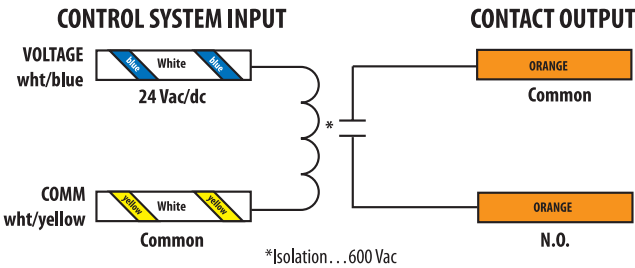 CONTROL SYSTEM INPUT
CONTACT OUTPUT
VOLTAGE
wht/blue
blue White blue
24 Vac/dc
ORANGE
Common
*
COMM
wht/yellow
yellow White yellow
Common
ORANGE
N.O.
*Isolation...600 Vac